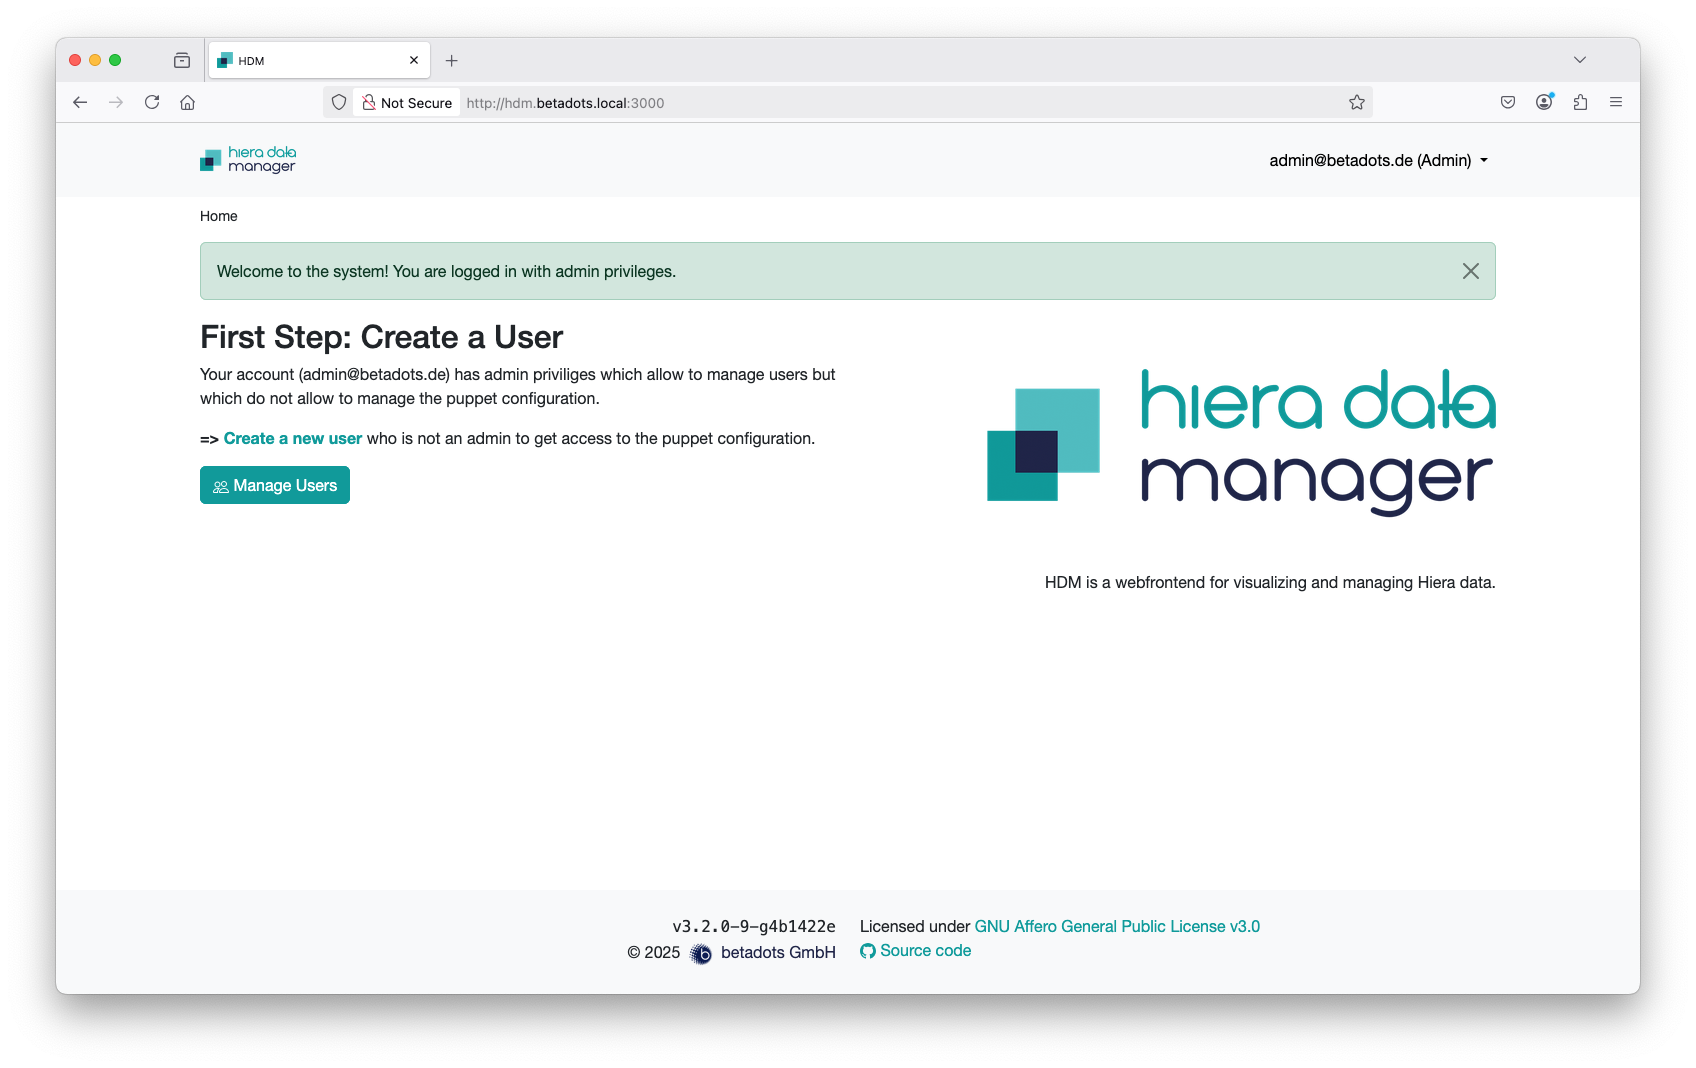 HDM
Not Secure http://hdm.betadots.local:3000
hiera data
manager
admin@betadots.de (Admin)
Home
Welcome to the system! You are logged in with admin privileges.
First Step: Create a User
Your account (admin@betadots.de) has admin priviliges which allow to manage users but
which do not allow to manage the puppet configuration.
=> Create a new user who is not an admin to get access to the puppet configuration.
Manage Users
hiera data
manager
HDM is a webfrontend for visualizing and managing Hiera data.
v3.2.0-9-g4b1422e
© 2025 b betadots GmbH
Licensed under GNU Affero General Public License v3.0
Source code